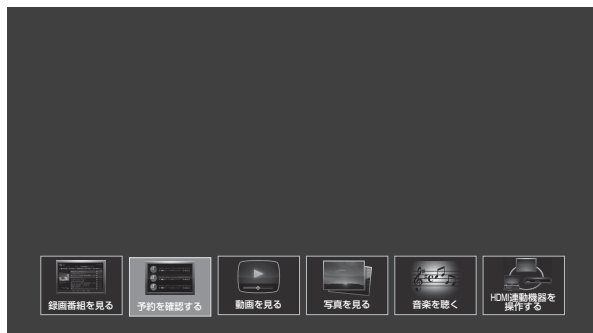 録画番組を見る
予約を確認する
動画を見る
写真を見る
音楽を聴く
HDMI連動機器を
操作する